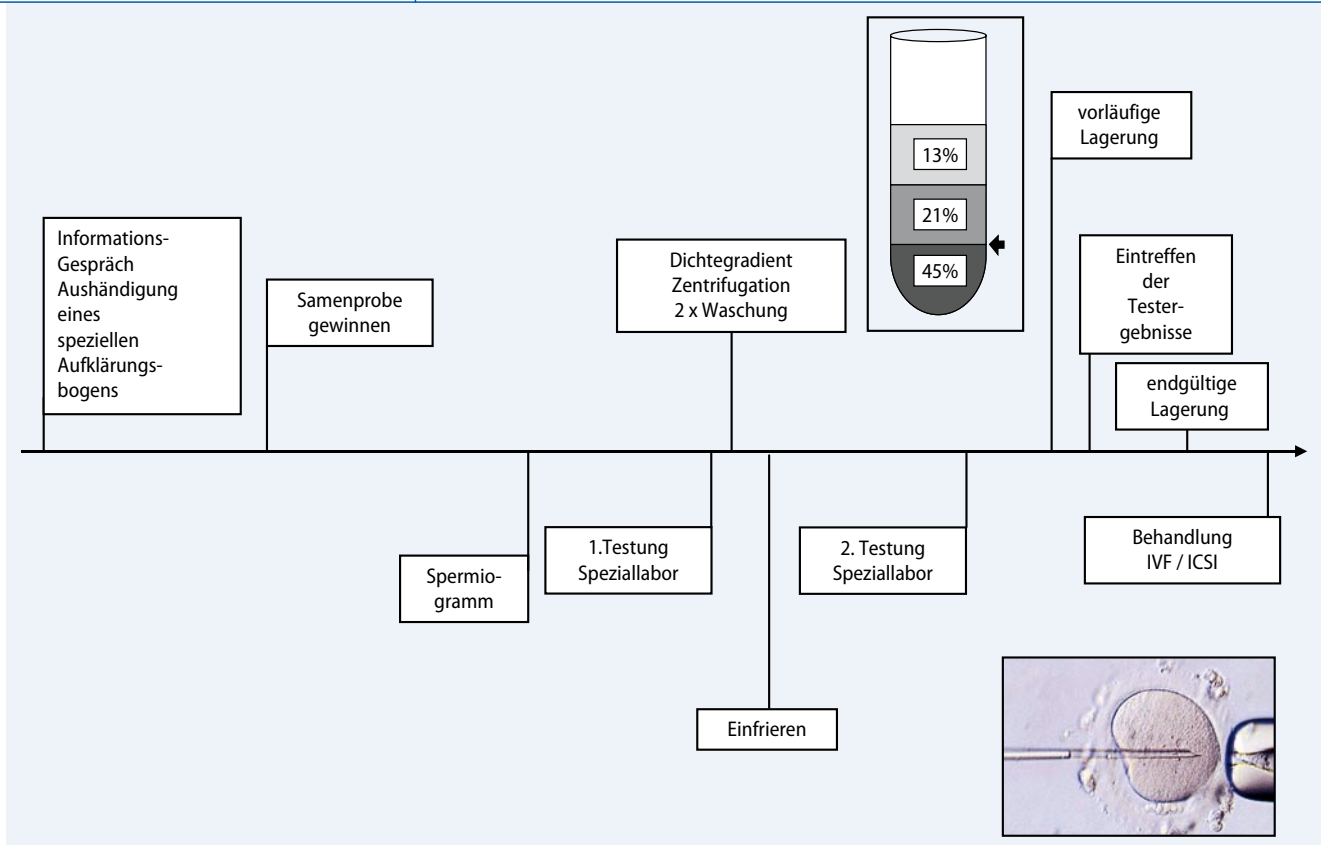 Informations-
Gespräch
Aushändigung
eines
speziellen
Aufklärungs-
bogens
Samenprobe
gewinnen
Spermio-
gramm
1.Testung
Speziallabor
Dichtegradient
Zentrifugation
2 x Waschung
Einfrieren
13%
21%
45%
2. Testung
Speziallabor
vorläufige
Lagerung
Eintreffen
der
Tester-
gebnisse
endgültige
Lagerung
Behandlung
IVF / ICSI